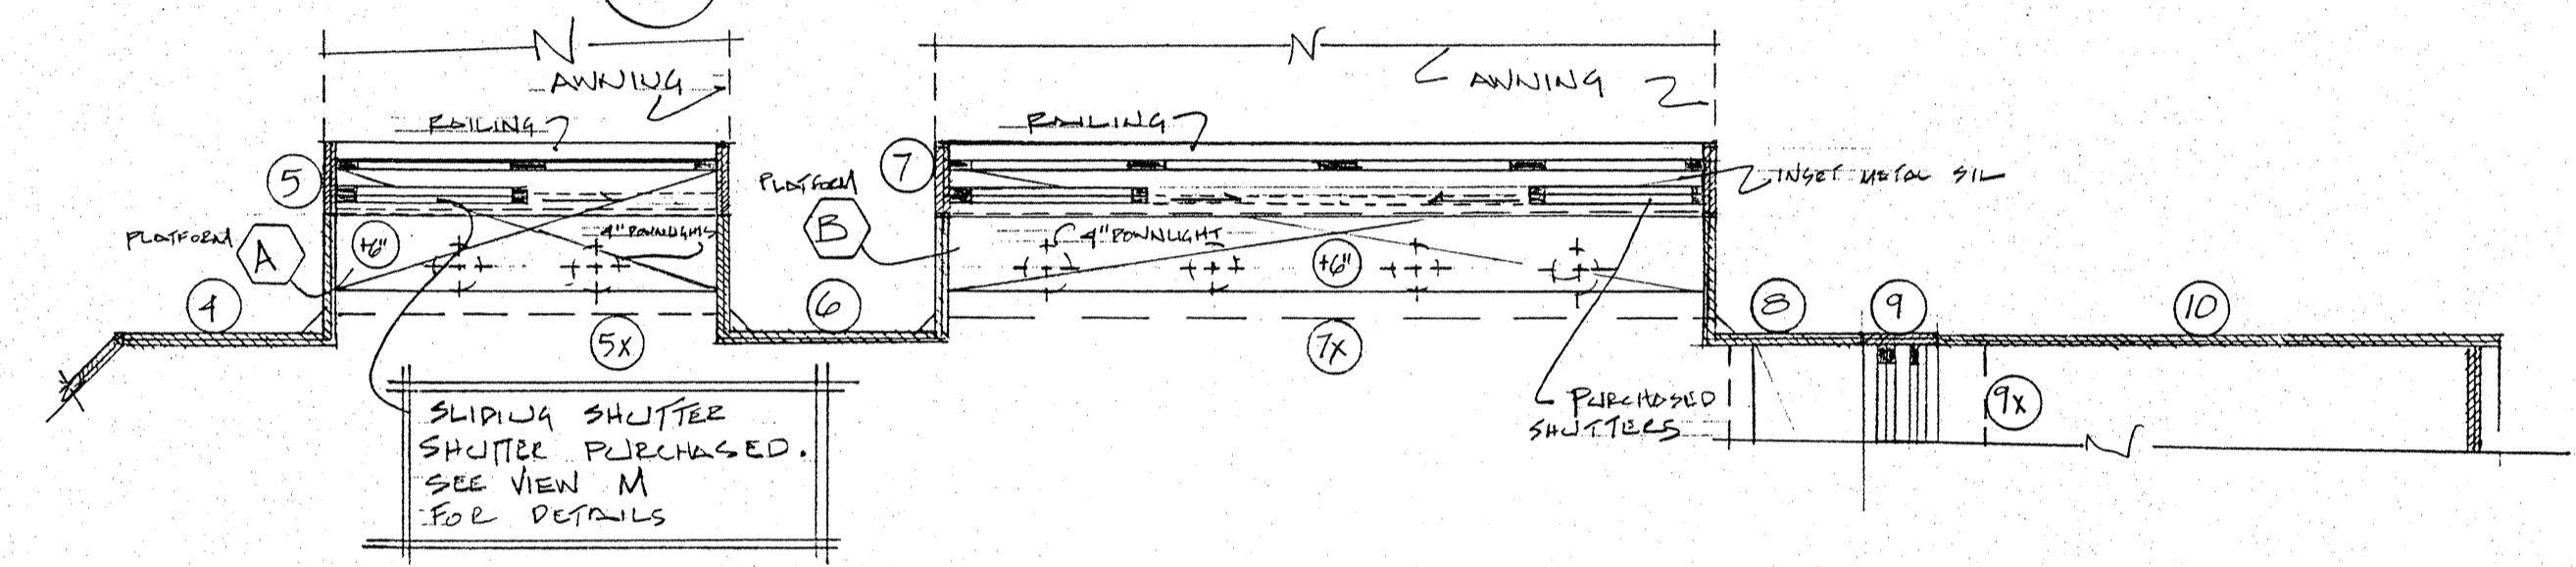 N
AWNING
RAILING
5
PLATFORM
A
+6"
4" DOWNLIGHTS
4
5X
SLIDING SHUTTER
SHUTTER PURCHASED.
SEE VIEW M
FOR DETAILS
6
N
AWNING
RAILING
7
PLATFORM
B
4" DOWNLIGHT
+6"
7X
INSET METAL SIL
PURCHASED
SHUTTERS
8
9
10
9X
N